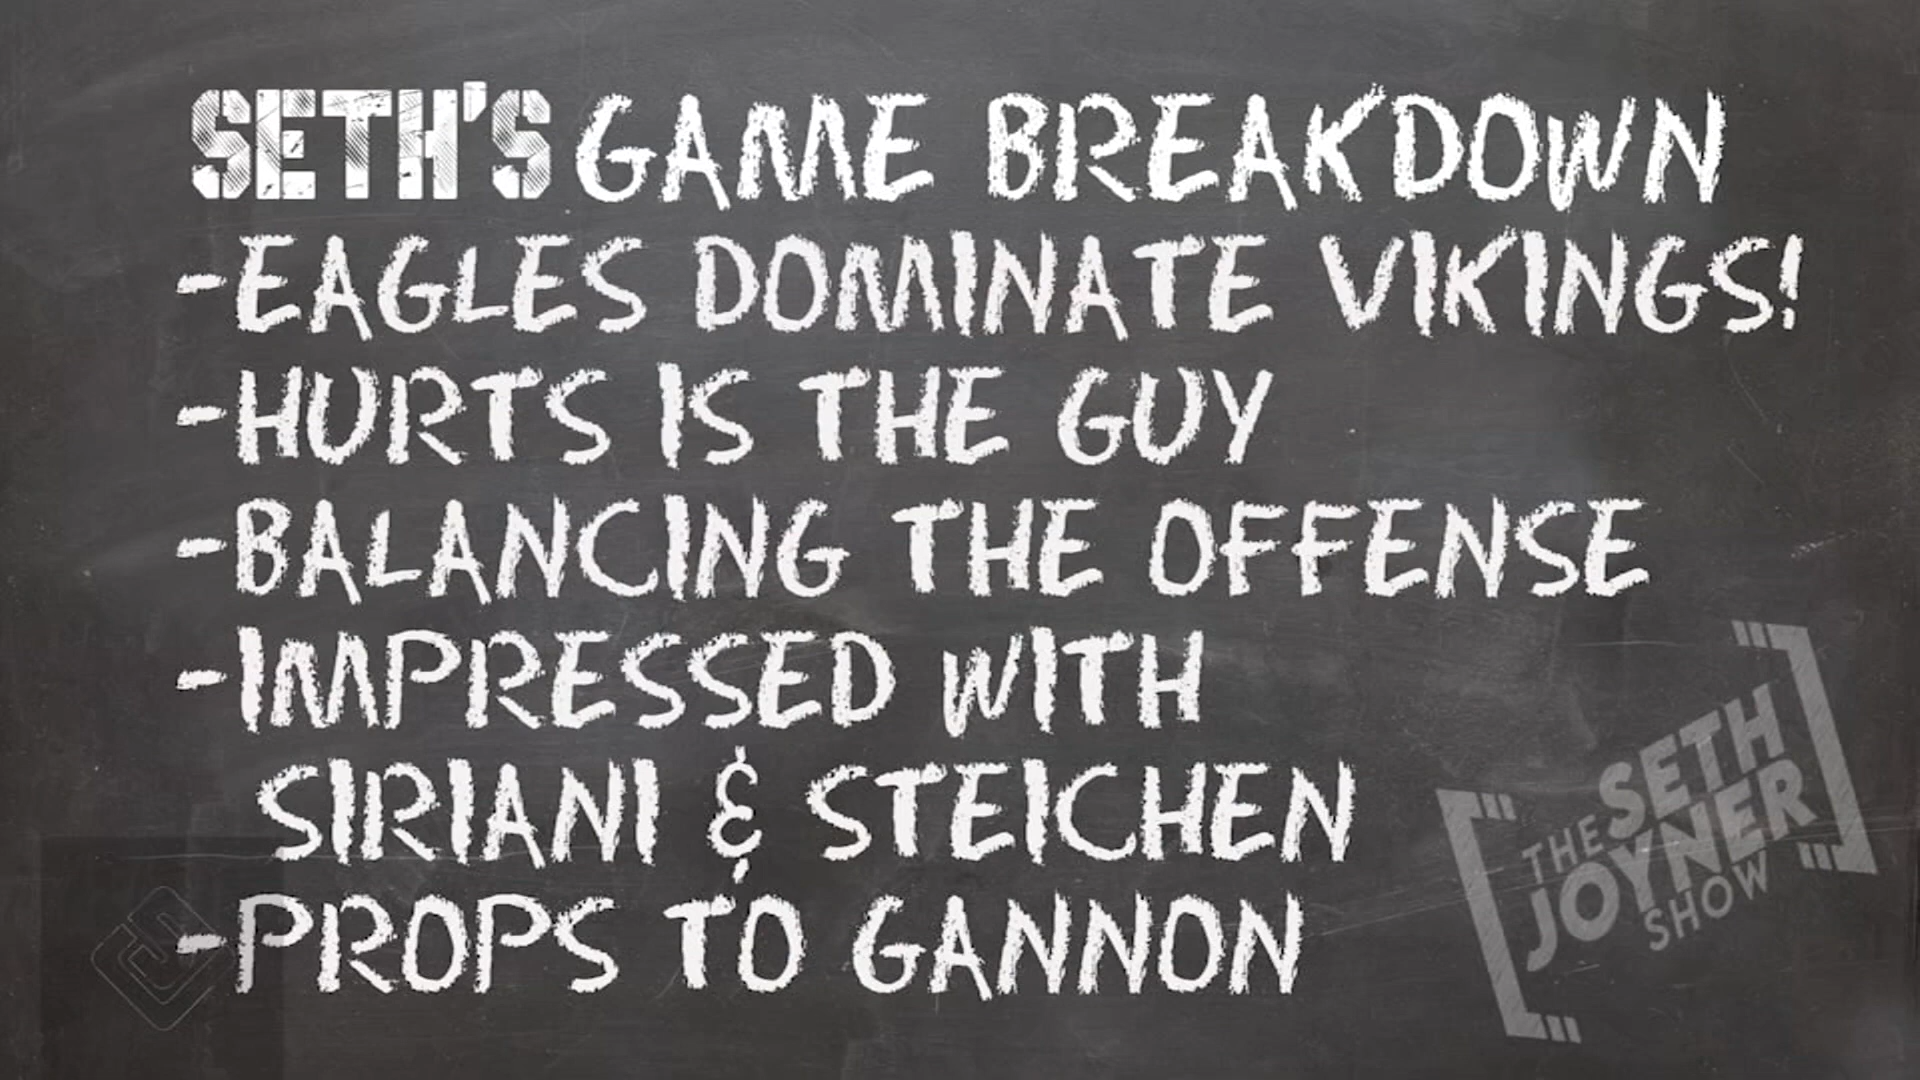 SETH'S GAME BREAKDOWN
-EAGLES DOMINATE VIKINGS!
-HURTS IS THE GUY
-BALANCING THE OFFENSE
-IMPRESSED WITH
SIRIANI & STEICHEN
-PROPS TO GANNON
THE SETH
JOYNER
SHOW